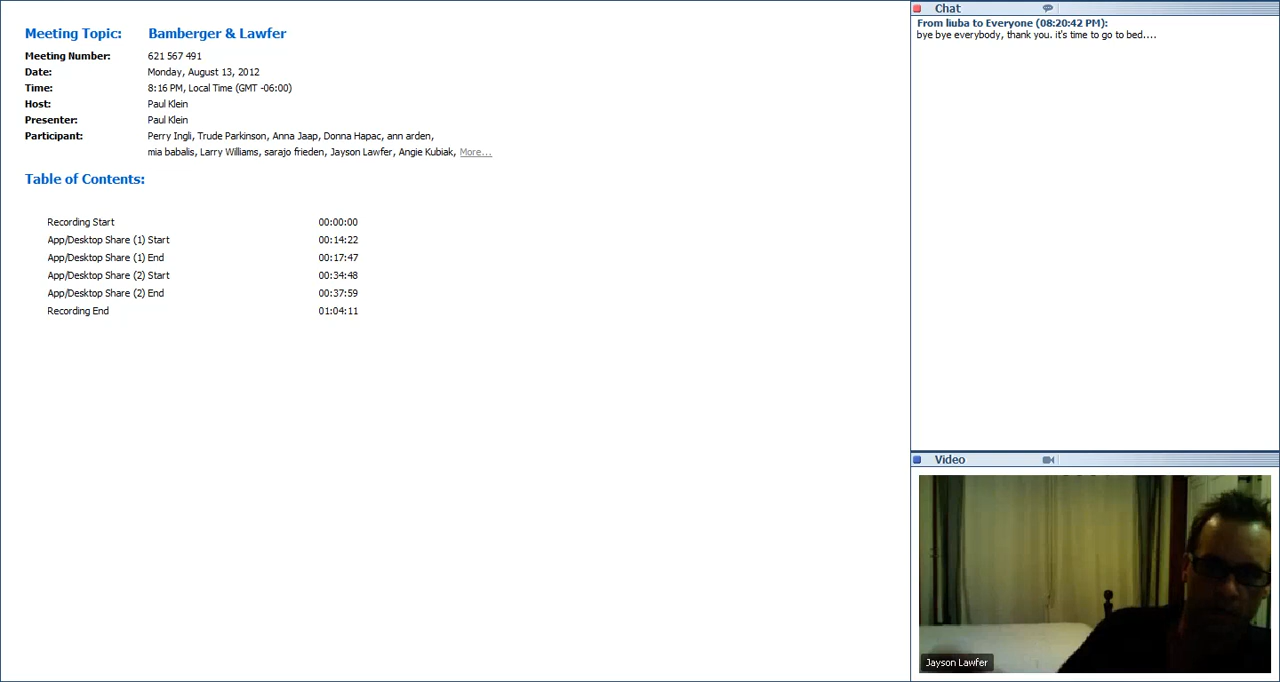 Meeting Topic: Bamberger & Lawfer
Meeting Number: 621 567 491
Date: Monday, August 13, 2012
Time: 8:16 PM, Local Time (GMT -06:00)
Host: Paul Klein
Presenter: Paul Klein
Participant: Perry Ingli, Trude Parkinson, Anna Jaap, Donna Hapac, ann arden,
mia babalis, Larry Williams, sarajo frieden, Jayson Lawfer, Angie Kubiak, More...
Table of Contents:
Recording Start 00:00:00
App/Desktop Share (1) Start 00:14:22
App/Desktop Share (1) End 00:17:47
App/Desktop Share (2) Start 00:34:48
App/Desktop Share (2) End 00:37:59
Recording End 01:04:11
Chat
From liuba to Everyone (08:20:42 PM):
bye bye everybody, thank you. it's time to go to bed....
Video
Jayson Lawfer